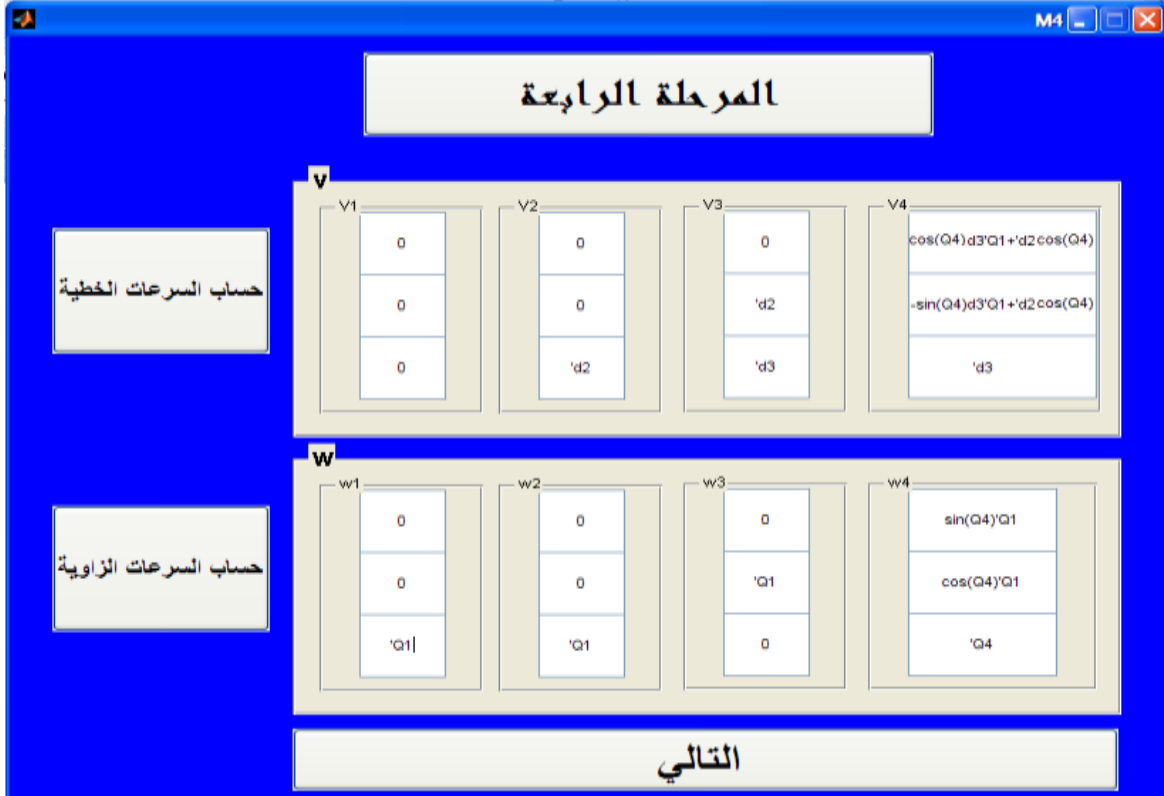 M4
المرحلة الرابعة
v
V1
0
0
0
V2
0
0
'd2
V3
0
'd2
'd3
V4
cos(Q4)d3'Q1+'d2cos(Q4)
-sin(Q4)d3'Q1+'d2cos(Q4)
'd3
حساب السرعات الخطية
w
w1
0
0
'Q1
w2
0
0
'Q1
w3
0
'Q1
0
w4
sin(Q4)'Q1
cos(Q4)'Q1
'Q4
حساب السرعات الزاوية
التالي